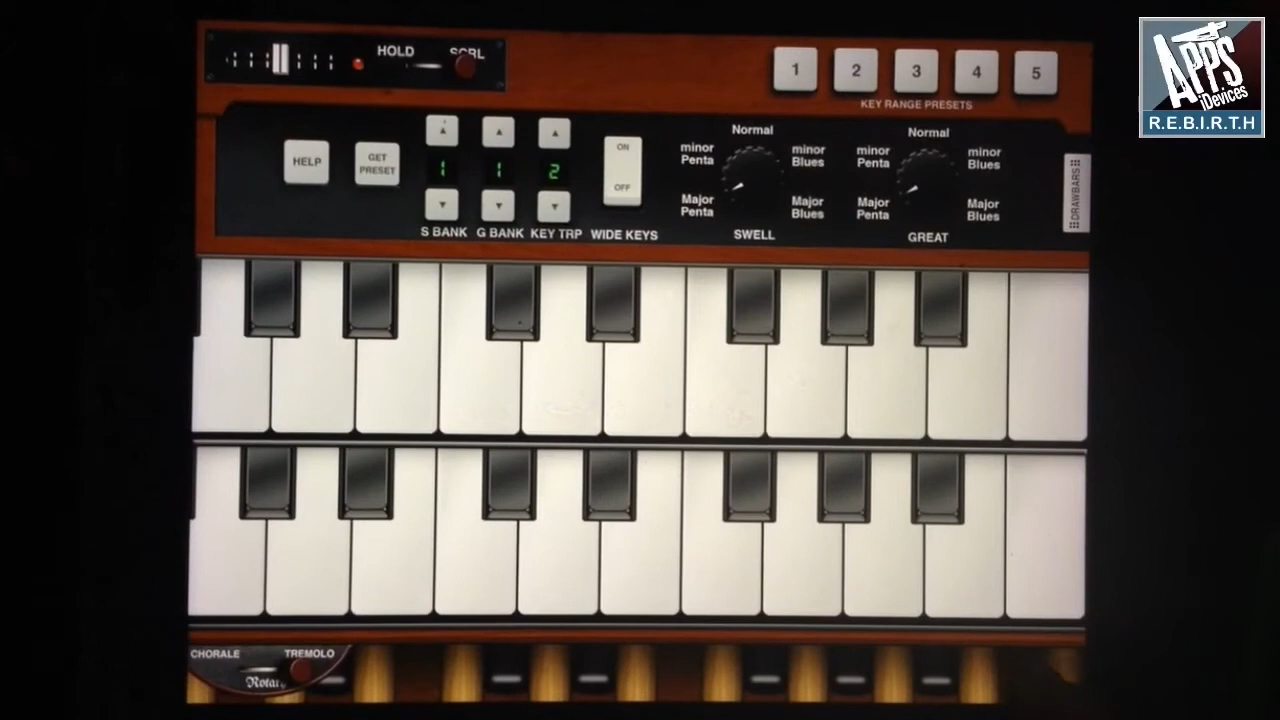 HOLD
SCRL
1 2 3 4 5
KEY RANGE PRESETS
HELP
GET
PRESET
1 1 2
ON
OFF
S BANK G BANK KEY TRP WIDE KEYS
Normal
minor
Penta
minor
Blues
Major
Penta
Major
Blues
SWELL
Normal
minor
Penta
minor
Blues
Major
Penta
Major
Blues
GREAT
DRAWBARS
CHORALE TREMOLO
APPS
iDevices
R.E.B.I.R.T.H